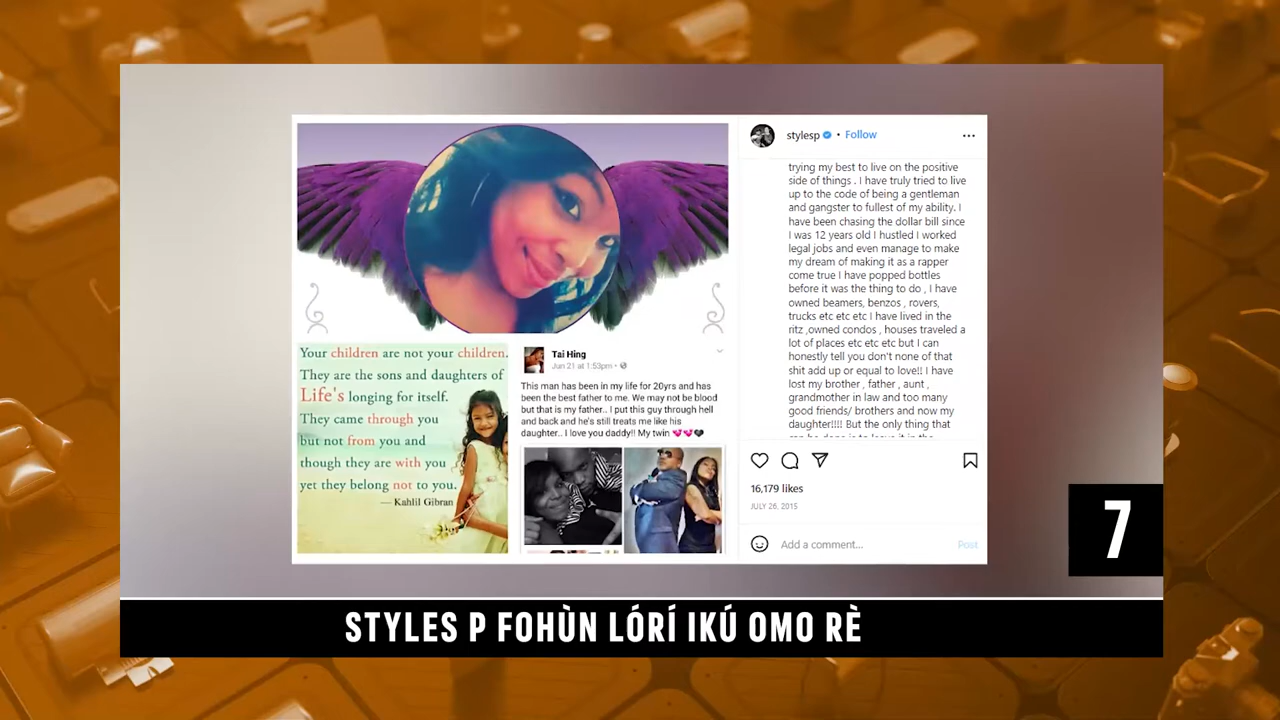 Your children are not your children.
They are the sons and daughters of
Life's longing for itself.
They came through you
but not from you and
though they are with you
yet they belong not to you.
— Kahlil Gibran
Tai Hing
Jun 21 at 1:53pm •
This man has been in my life for 20yrs and has
been the best father to me. We may not be blood
but that is my father.. I put this guy through hell
and back and he's still treats me like his
daughter.. I love you daddy!! My twin 💕💕❤
stylesp • Follow
trying my best to live on the positive
side of things . I have truly tried to live
up to the code of being a gentleman
and gangster to fullest of my ability. I
have been chasing the dollar bill since
I was 12 years old I hustled I worked
legal jobs and even manage to make
my dream of making it as a rapper
come true I have popped bottles
before it was the thing to do , I have
owned beamers, benzos , rovers,
trucks etc etc etc I have lived in the
ritz ,owned condos , houses traveled a
lot of places etc etc etc but I can
honestly tell you don't none of that
shit add up or equal to love!! I have
lost my brother , father , aunt ,
grandmother in law and too many
good friends/ brothers and now my
daughter!!!! But the only thing that
16,179 likes
JULY 26, 2015
Add a comment...
Post
7
STYLES P FOHÙN LÓRÍ IKÚ OMO RÈ